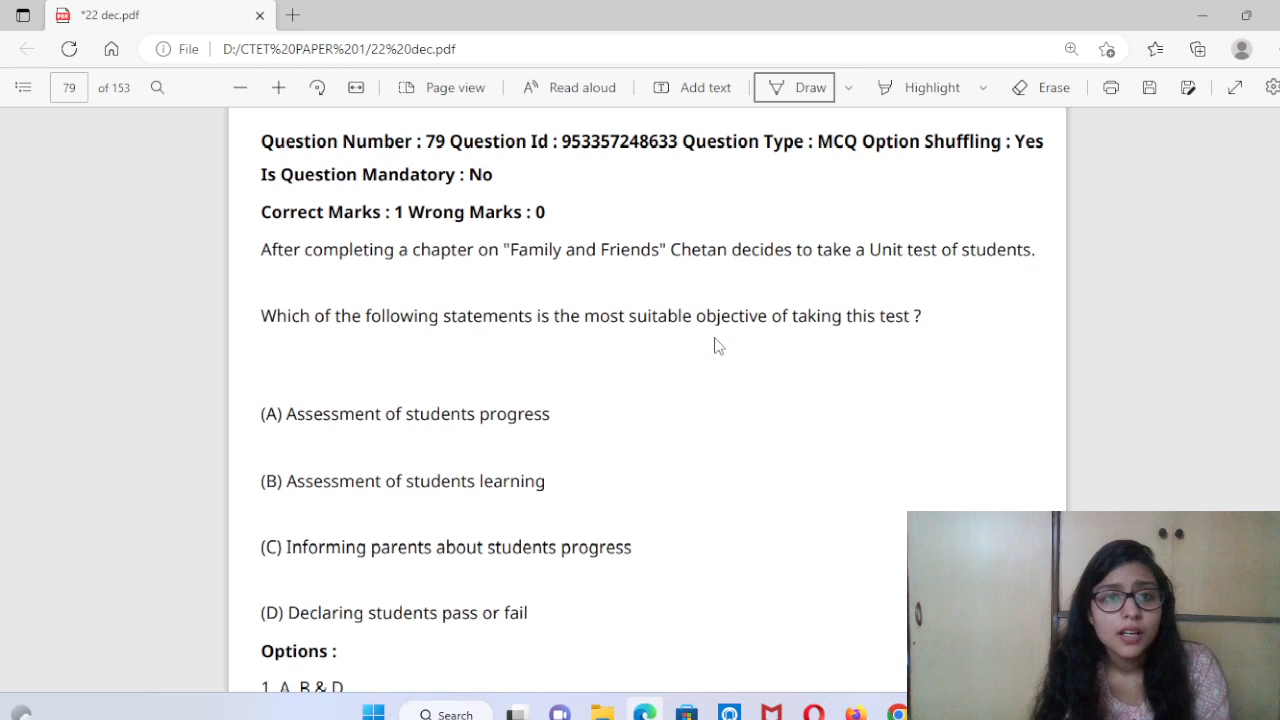 *22 dec.pdf
File D:/CTET%20PAPER%201/22%20dec.pdf
79 of 153 Page view Read aloud Add text Draw Highlight Erase
Question Number : 79 Question Id : 953357248633 Question Type : MCQ Option Shuffling : Yes
Is Question Mandatory : No
Correct Marks : 1 Wrong Marks : 0
After completing a chapter on "Family and Friends" Chetan decides to take a Unit test of students.
Which of the following statements is the most suitable objective of taking this test ?
(A) Assessment of students progress
(B) Assessment of students learning
(C) Informing parents about students progress
(D) Declaring students pass or fail
Options :
1. A, B & D
Search